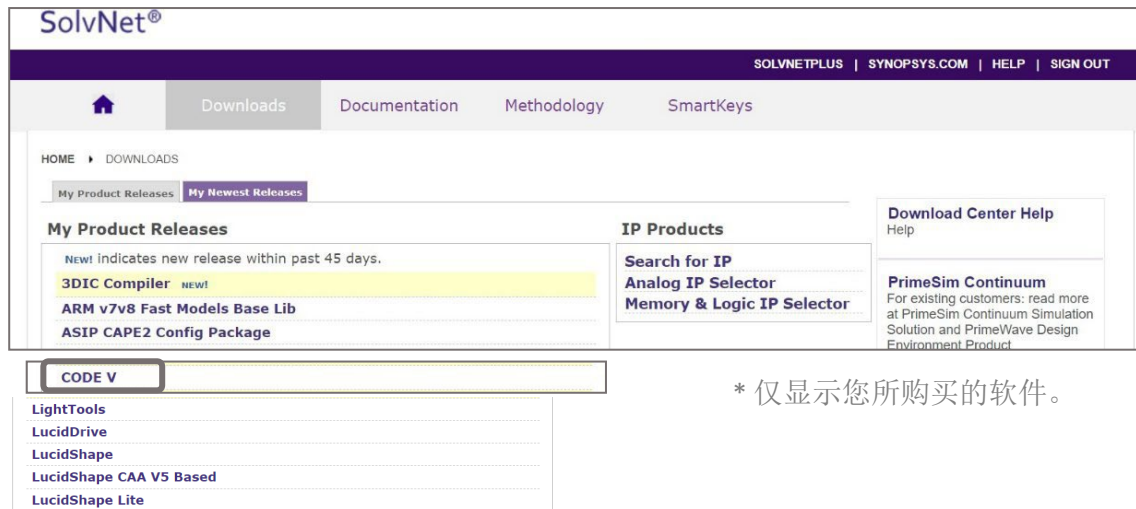 SolvNet®
SOLVNETPLUS | SYNOPSYS.COM | HELP | SIGN OUT
Downloads Documentation Methodology SmartKeys
HOME ▸ DOWNLOADS
My Product Releases My Newest Releases
My Product Releases
NEW! indicates new release within past 45 days.
3DIC Compiler NEW!
ARM v7v8 Fast Models Base Lib
ASIP CAPE2 Config Package
IP Products
Search for IP
Analog IP Selector
Memory & Logic IP Selector
Download Center Help
Help
PrimeSim Continuum
For existing customers: read more
at PrimeSim Continuum Simulation
Solution and PrimeWave Design
Environment Product
CODE V
LightTools
LucidDrive
LucidShape
LucidShape CAA V5 Based
LucidShape Lite
* 仅显示您所购买的软件。